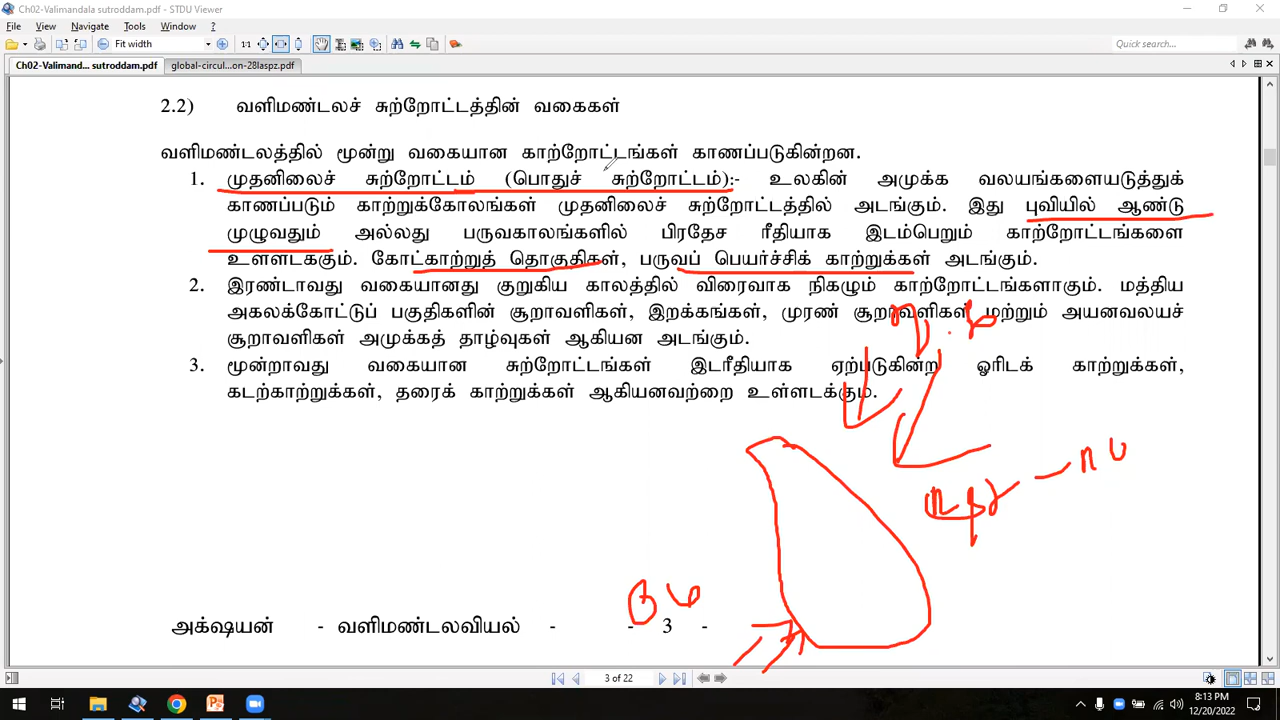 Ch02-Valimandala sutroddam.pdf - STDU Viewer
File View Navigate Tools Window ?
Fit width 1:1 Quick search...
Ch02-Valimand... sutroddam.pdf global-circul...on-28laspz.pdf
2.2) வளிமண்டலச் சுற்றோட்டத்தின் வகைகள்
வளிமண்டலத்தில் மூன்று வகையான காற்றோட்டங்கள் காணப்படுகின்றன.
1. முதனிலைச் சுற்றோட்டம் (பொதுச் சுற்றோட்டம்):- உலகின் அமுக்க வலயங்களையடுத்துக்
காணப்படும் காற்றுக்கோலங்கள் முதனிலைச் சுற்றோட்டத்தில் அடங்கும். இது புவியில் ஆண்டு
முழுவதும் அல்லது பருவகாலங்களில் பிரதேச ரீதியாக இடம்பெறும் காற்றோட்டங்களை
உள்ளடக்கும். கோட்காற்றுத் தொகுதிகள், பருவப் பெயர்ச்சிக் காற்றுக்கள் அடங்கும்.
2. இரண்டாவது வகையானது குறுகிய காலத்தில் விரைவாக நிகழும் காற்றோட்டங்களாகும். மத்திய
அகலக்கோட்டுப் பகுதிகளின் சூறாவளிகள், இறக்கங்கள், முரண் சூறாவளிகள் மற்றும் அயனவலயச்
சூறாவளிகள் அமுக்கத் தாழ்வுகள் ஆகியன அடங்கும்.
3. மூன்றாவது வகையான சுற்றோட்டங்கள் இடரீதியாக ஏற்படுகின்ற ஓரிடக் காற்றுக்கள்,
கடற்காற்றுக்கள், தரைக் காற்றுக்கள் ஆகியனவற்றை உள்ளடக்கும்.
அக்ஷயன் - வளிமண்டலவியல் - - 3 -
3 of 22
8:13 PM
12/20/2022